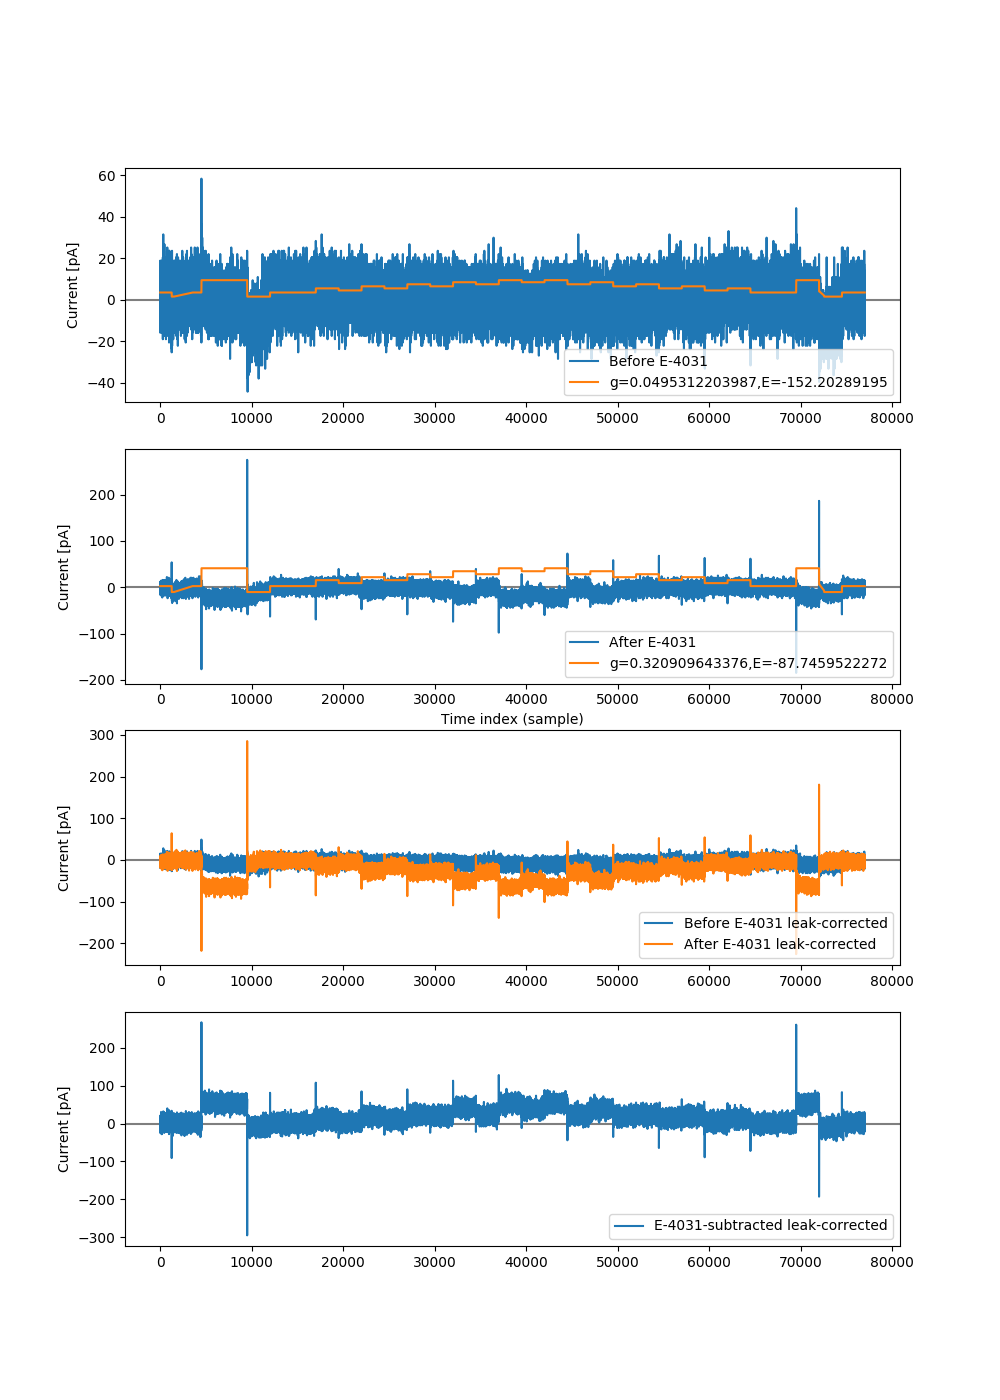 60
40
20
0
−20
−40
Current [pA]
Before E-4031
g=0.0495312203987,E=-152.20289195
0 10000 20000 30000 40000 50000 60000 70000 80000
200
100
0
−100
−200
Current [pA]
After E-4031
g=0.320909643376,E=-87.7459522272
0 10000 20000 30000 40000 50000 60000 70000 80000
Time index (sample)
300
200
100
0
−100
−200
Current [pA]
Before E-4031 leak-corrected
After E-4031 leak-corrected
0 10000 20000 30000 40000 50000 60000 70000 80000
200
100
0
−100
−200
−300
Current [pA]
E-4031-subtracted leak-corrected
0 10000 20000 30000 40000 50000 60000 70000 80000